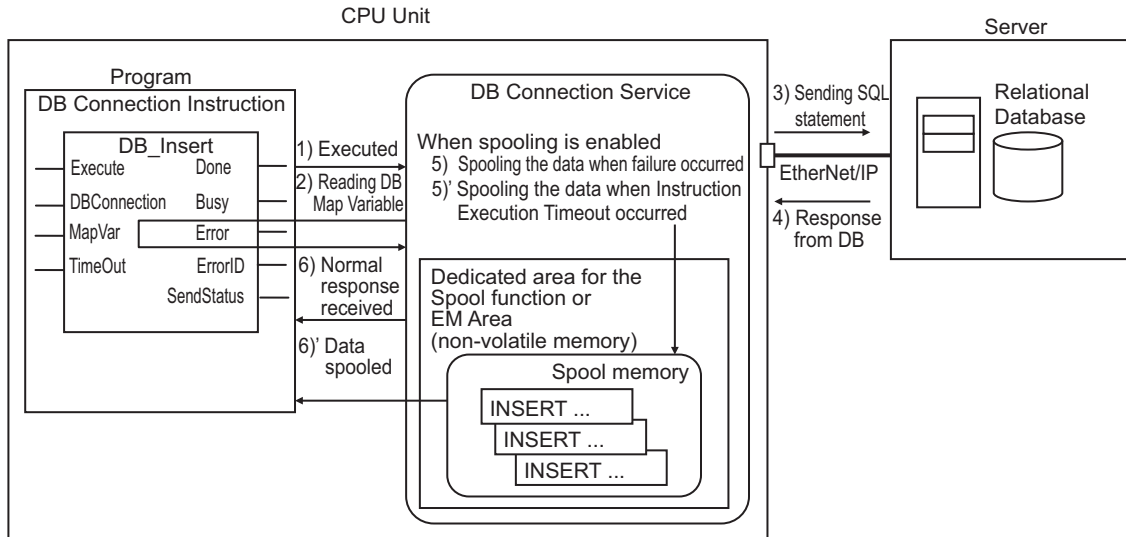 CPU Unit
Server
Program
DB Connection Instruction
DB_Insert
Execute
Done
DBConnection
Busy
MapVar
Error
TimeOut
ErrorID
SendStatus
1) Executed
2) Reading DB
Map Variable
6) Normal
response
received
6)' Data
spooled
DB Connection Service
When spooling is enabled
5) Spooling the data when failure occurred
5)' Spooling the data when Instruction
Execution Timeout occurred
Dedicated area for the
Spool function or
EM Area
(non-volatile memory)
Spool memory
INSERT ...
INSERT ...
INSERT ...
3) Sending SQL
statement
EtherNet/IP
4) Response
from DB
Relational
Database